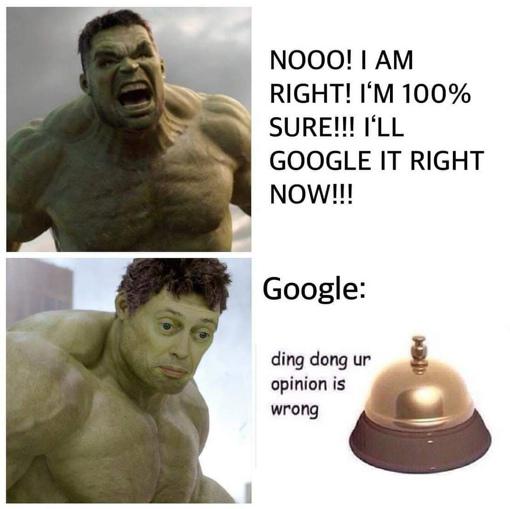 NOOO! I AM
RIGHT! I'M 100%
SURE!!! I'LL
GOOGLE IT RIGHT
NOW!!!
Google:
ding dong ur
opinion is
wrong